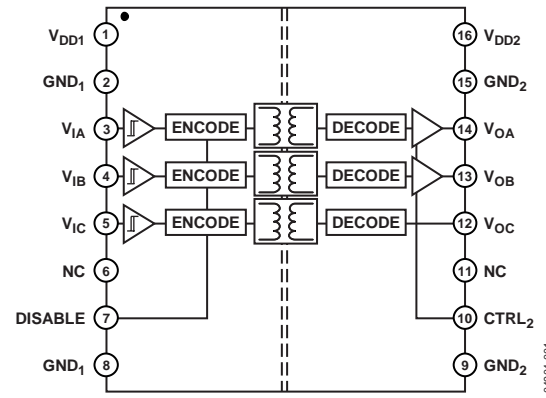 VDD1 1 16 VDD2
GND1 2 15 GND2
VIA 3 ENCODE DECODE 14 VOA
VIB 4 ENCODE DECODE 13 VOB
VIC 5 ENCODE DECODE 12 VOC
NC 6 11 NC
DISABLE 7 10 CTRL2
GND1 8 9 GND2